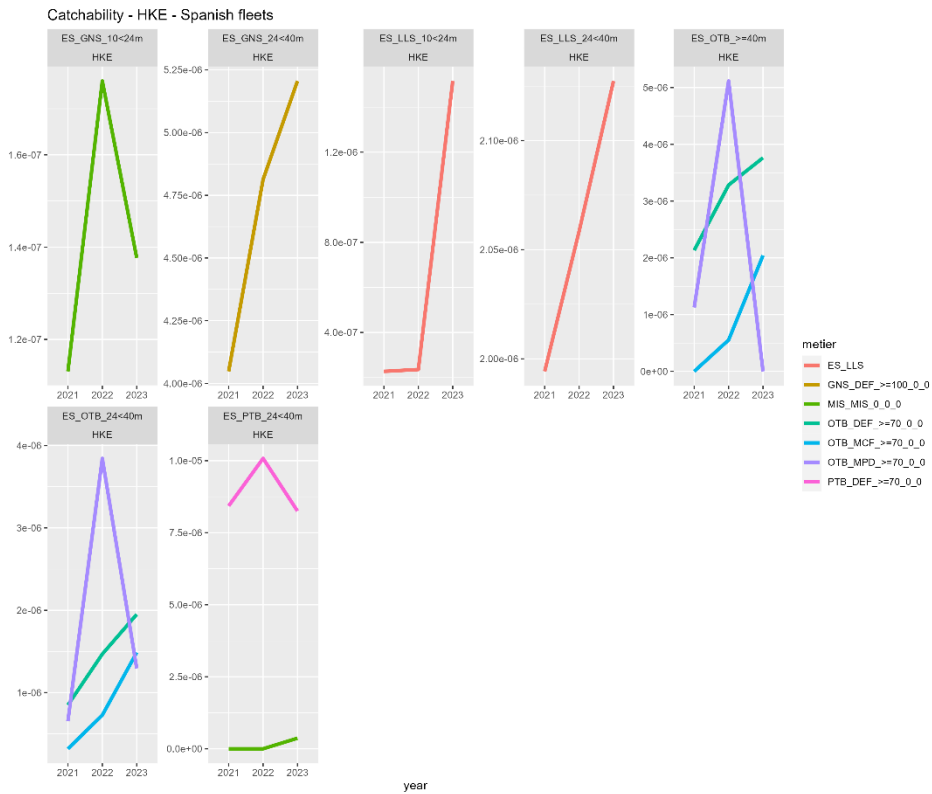 Catchability - HKE - Spanish fleets
ES_GNS_10<24m
HKE
1.6e-07
1.4e-07
1.2e-07
2021 2022 2023
ES_GNS_24<40m
HKE
5.25e-06
5.00e-06
4.75e-06
4.50e-06
4.25e-06
4.00e-06
2021 2022 2023
ES_LLS_10<24m
HKE
1.2e-06
8.0e-07
4.0e-07
2021 2022 2023
ES_LLS_24<40m
HKE
2.10e-06
2.05e-06
2.00e-06
2021 2022 2023
ES_OTB_>=40m
HKE
5e-06
4e-06
3e-06
2e-06
1e-06
0e+00
2021 2022 2023
ES_OTB_24<40m
HKE
4e-06
3e-06
2e-06
1e-06
2021 2022 2023
ES_PTB_24<40m
HKE
1.0e-05
7.5e-06
5.0e-06
2.5e-06
0.0e+00
2021 2022 2023
year
metier
ES_LLS
GNS_DEF_>=100_0_0
MIS_MIS_0_0_0
OTB_DEF_>=70_0_0
OTB_MCF_>=70_0_0
OTB_MPD_>=70_0_0
PTB_DEF_>=70_0_0